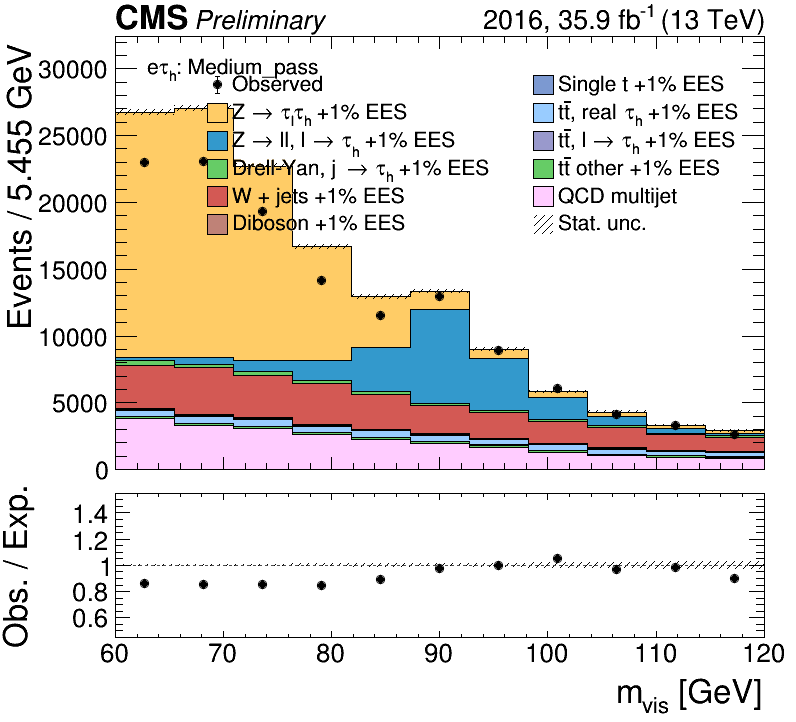 CMS Preliminary 2016, 35.9 fb⁻¹ (13 TeV)
Events / 5.455 GeV
30000
25000
20000
15000
10000
5000
0
eτh: Medium_pass
Observed
Z → τlτh +1% EES
Z → ll, l → τh +1% EES
Drell-Yan, j → τh +1% EES
W + jets +1% EES
Diboson +1% EES
Single t +1% EES
tt̄, real τh +1% EES
tt̄, l → τh +1% EES
tt̄ other +1% EES
QCD multijet
Stat. unc.
Obs. / Exp.
1.4
1.2
1
0.8
0.6
60 70 80 90 100 110 120
mvis [GeV]